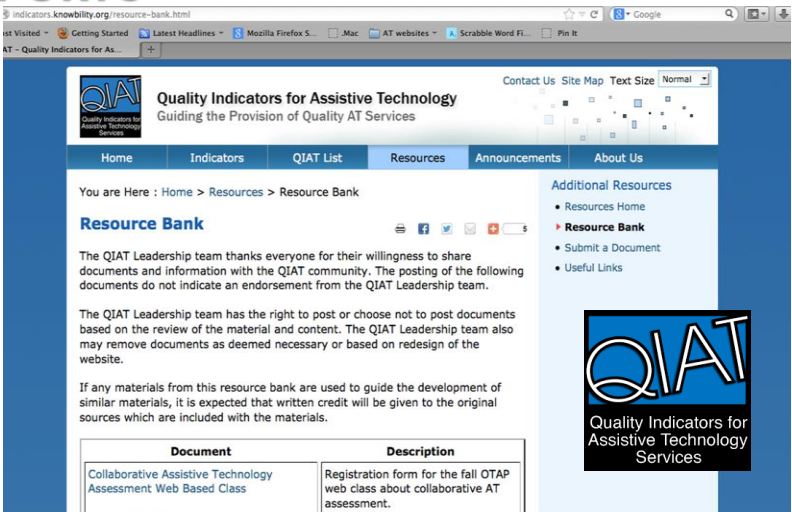 indicators.knowbility.org/resource-bank.html
Google
st Visited
Getting Started
Latest Headlines
Mozilla Firefox S...
.Mac
AT websites
Scrabble Word Fi...
Pin It
AT – Quality Indicators for As...
Contact Us Site Map Text Size Normal
QIAT
Quality Indicators for
Assistive Technology
Services
Quality Indicators for Assistive Technology
Guiding the Provision of Quality AT Services
Home Indicators QIAT List Resources Announcements About Us
You are Here : Home > Resources > Resource Bank
Resource Bank
5
The QIAT Leadership team thanks everyone for their willingness to share
documents and information with the QIAT community. The posting of the following
documents do not indicate an endorsement from the QIAT Leadership team.
The QIAT Leadership team has the right to post or choose not to post documents
based on the review of the material and content. The QIAT Leadership team also
may remove documents as deemed necessary or based on redesign of the
website.
If any materials from this resource bank are used to guide the development of
similar materials, it is expected that written credit will be given to the original
sources which are included with the materials.
Document Description
Collaborative Assistive Technology
Assessment Web Based Class
Registration form for the fall OTAP
web class about collaborative AT
assessment.
Additional Resources
Resources Home
Resource Bank
Submit a Document
Useful Links
QIAT
Quality Indicators for
Assistive Technology
Services